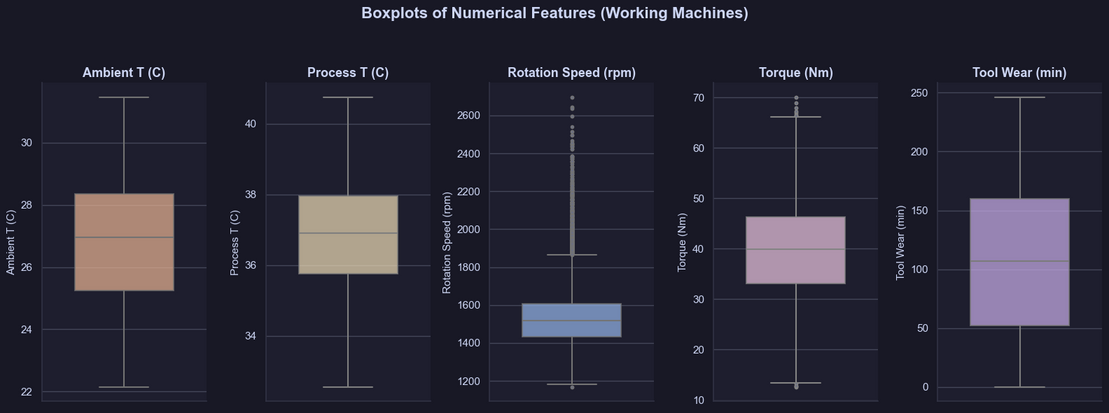 Boxplots of Numerical Features (Working Machines)
Ambient T (C)
Ambient T (C)
30
28
26
24
22
Process T (C)
Process T (C)
40
38
36
34
Rotation Speed (rpm)
Rotation Speed (rpm)
2600
2400
2200
2000
1800
1600
1400
1200
Torque (Nm)
Torque (Nm)
70
60
50
40
30
20
10
Tool Wear (min)
Tool Wear (min)
250
200
150
100
50
0